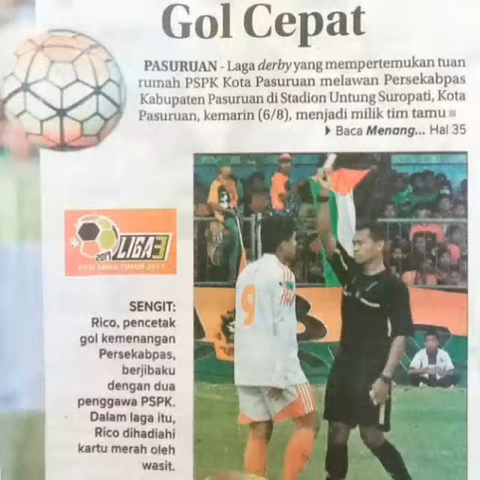 Gol Cepat
PASURUAN - Laga derby yang mempertemukan tuan
rumah PSPK Kota Pasuruan melawan Persekabpas
Kabupaten Pasuruan di Stadion Untung Suropati, Kota
Pasuruan, kemarin (6/8), menjadi milik tim tamu
Baca Menang... Hal 35
2017 LIGA 3
SENGIT:
Rico, pencetak
gol kemenangan
Persekabpas,
berjibaku
dengan dua
penggawa PSPK.
Dalam laga itu,
Rico dihadiahi
kartu merah oleh
wasit.
9